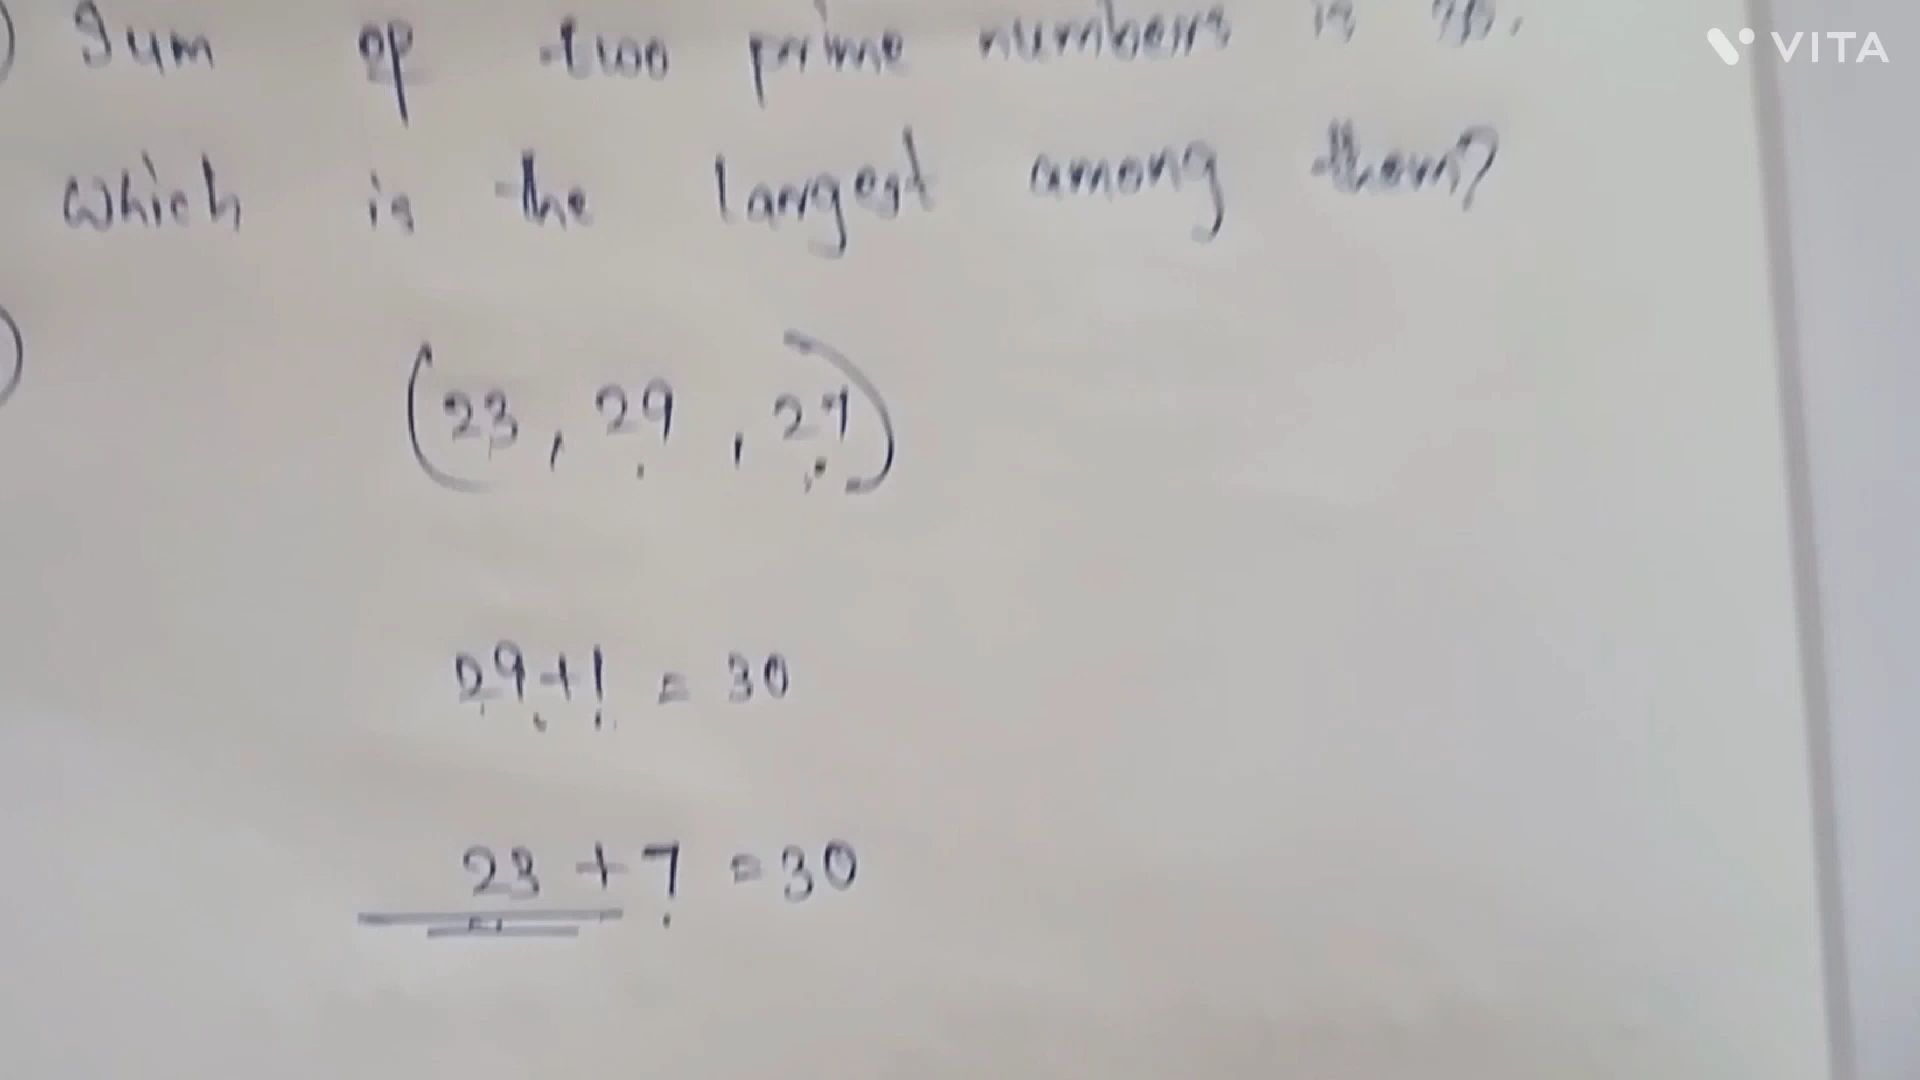 ) Sum of two prime numbers is 30.
VITA
which is the largest among them?
)
(23, 29, 27)
29+1 = 30
23 + 7 = 30